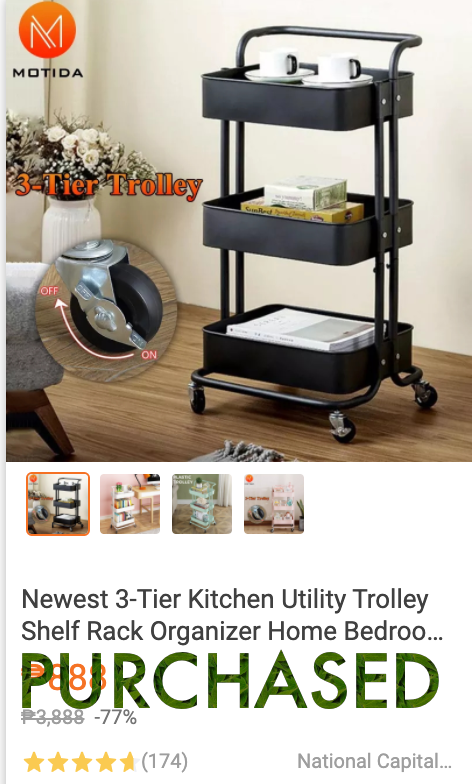 MOTIDA
3-Tier Trolley
OFF
ON
Newest 3-Tier Kitchen Utility Trolley
Shelf Rack Organizer Home Bedroo...
₱888
PURCHASED
₱3,888 -77%
(174) National Capital...